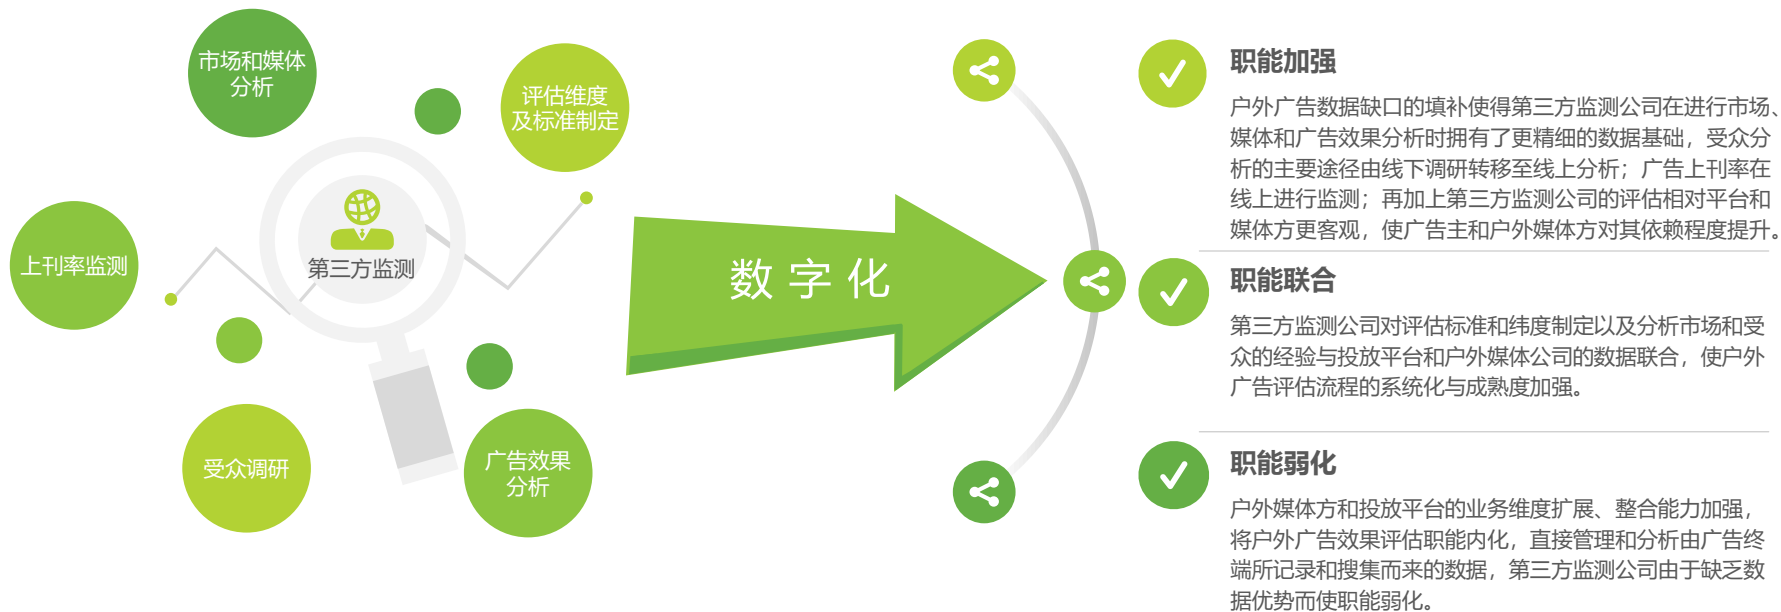 市场和媒体
分析
评估维度
及标准制定
上刊率监测
第三方监测
受众调研
广告效果
分析
数字化
职能加强
户外广告数据缺口的填补使得第三方监测公司在进行市场、
媒体和广告效果分析时拥有了更精细的数据基础，受众分
析的主要途径由线下调研转移至线上分析；广告上刊率在
线上进行监测；再加上第三方监测公司的评估相对平台和
媒体方更客观，使广告主和户外媒体方对其依赖程度提升。
职能联合
第三方监测公司对评估标准和纬度制定以及分析市场和受
众的经验与投放平台和户外媒体公司的数据联合，使户外
广告评估流程的系统化与成熟度加强。
职能弱化
户外媒体方和投放平台的业务维度扩展、整合能力加强，
将户外广告效果评估职能内化，直接管理和分析由广告终
端所记录和搜集而来的数据，第三方监测公司由于缺乏数
据优势而使职能弱化。